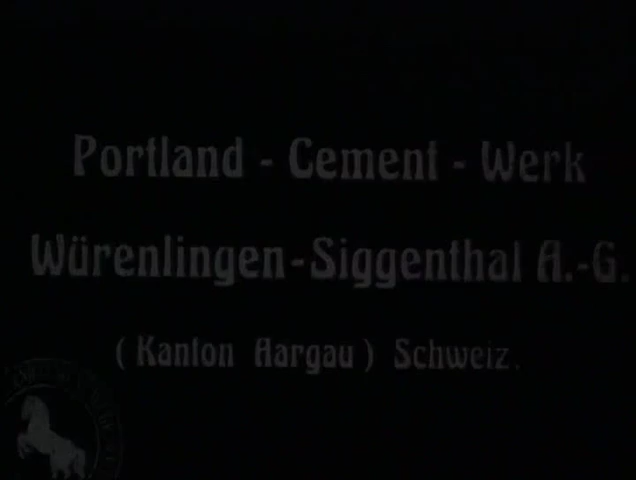 Portland - Cement - Werk
Würenlingen-Siggenthal A.-G.
(Kanton Aargau) Schweiz.